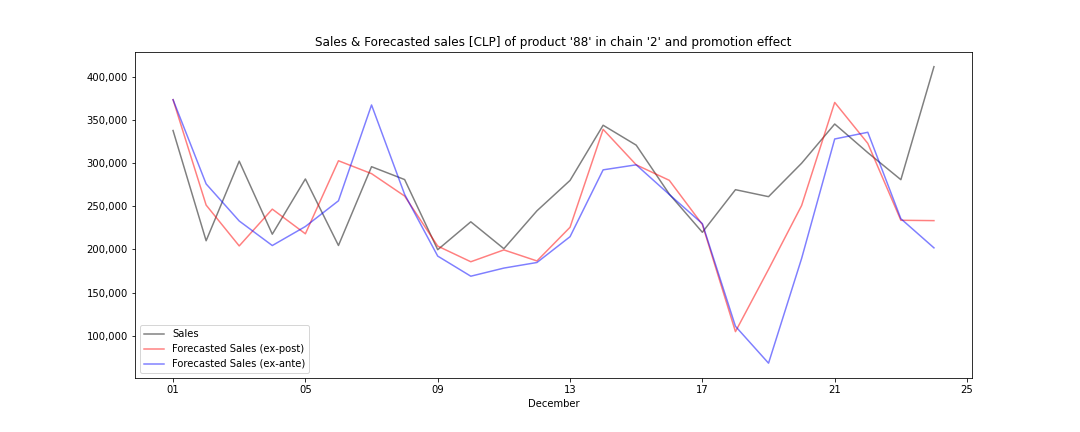 Sales & Forecasted sales [CLP] of product '88' in chain '2' and promotion effect
400,000
350,000
300,000
250,000
200,000
150,000
100,000
Sales
Forecasted Sales (ex-post)
Forecasted Sales (ex-ante)
01 05 09 13 17 21 25
December